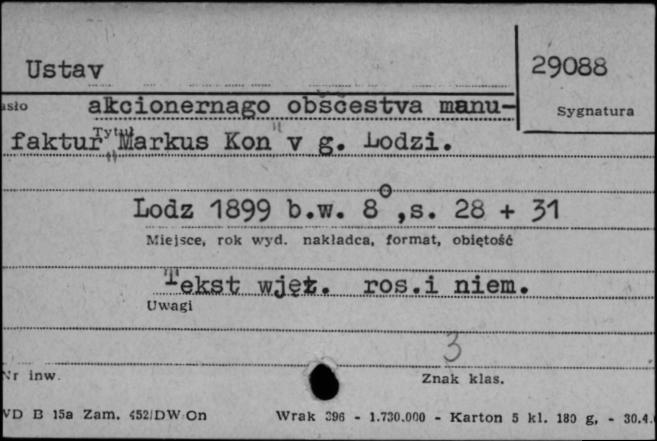 Ustav
29088
asło
akcionernago obščestva manu-
Sygnatura
Tytuł
faktur "Markus Kon" v g. Lodzi.
Lodz 1899 b.w. 8°, s. 28 + 31
Miejsce, rok wyd. nakładca, format, obiętość
Tekst wjęz. ros.i niem.
Uwagi
3
Nr inw.
Znak klas.
VD B 15a Zam. 452/DW On
Wrak 396 - 1.730.000 - Karton 5 kl. 180 g, - 30.4.